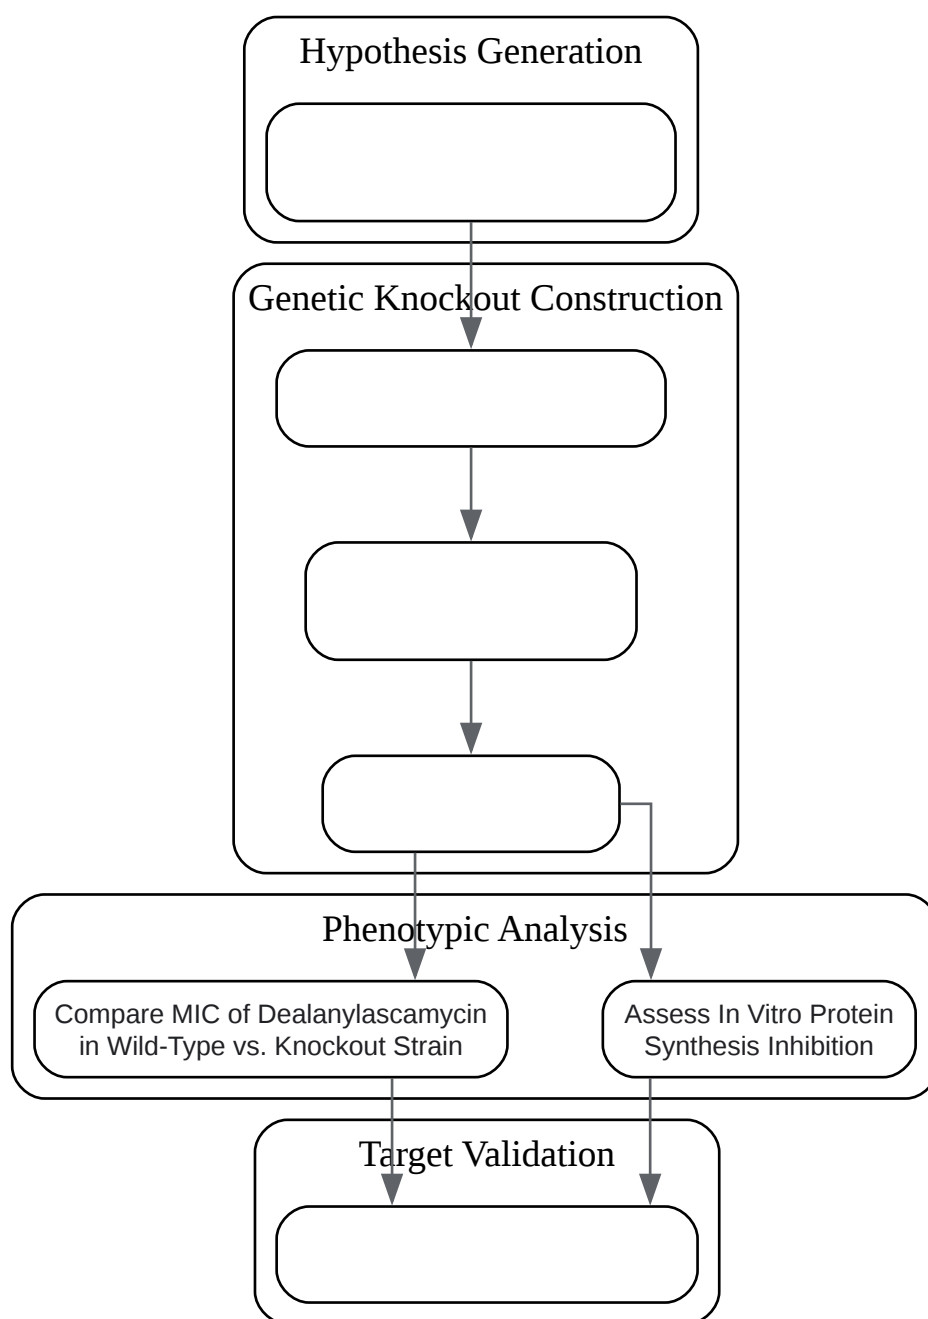 Hypothesis Generation
Genetic Knockout Construction
Phenotypic Analysis
Compare MIC of Dealanylascamycin
in Wild-Type vs. Knockout Strain
Assess In Vitro Protein
Synthesis Inhibition
Target Validation